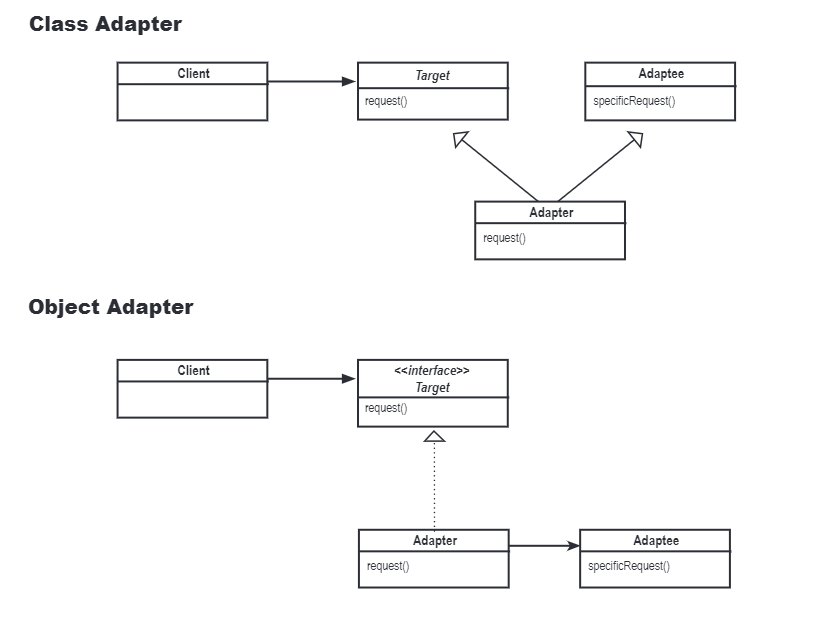 Class Adapter
Client
Target
request()
Adaptee
specificRequest()
Adapter
request()
Object Adapter
Client
<<interface>>
Target
request()
Adapter
request()
Adaptee
specificRequest()